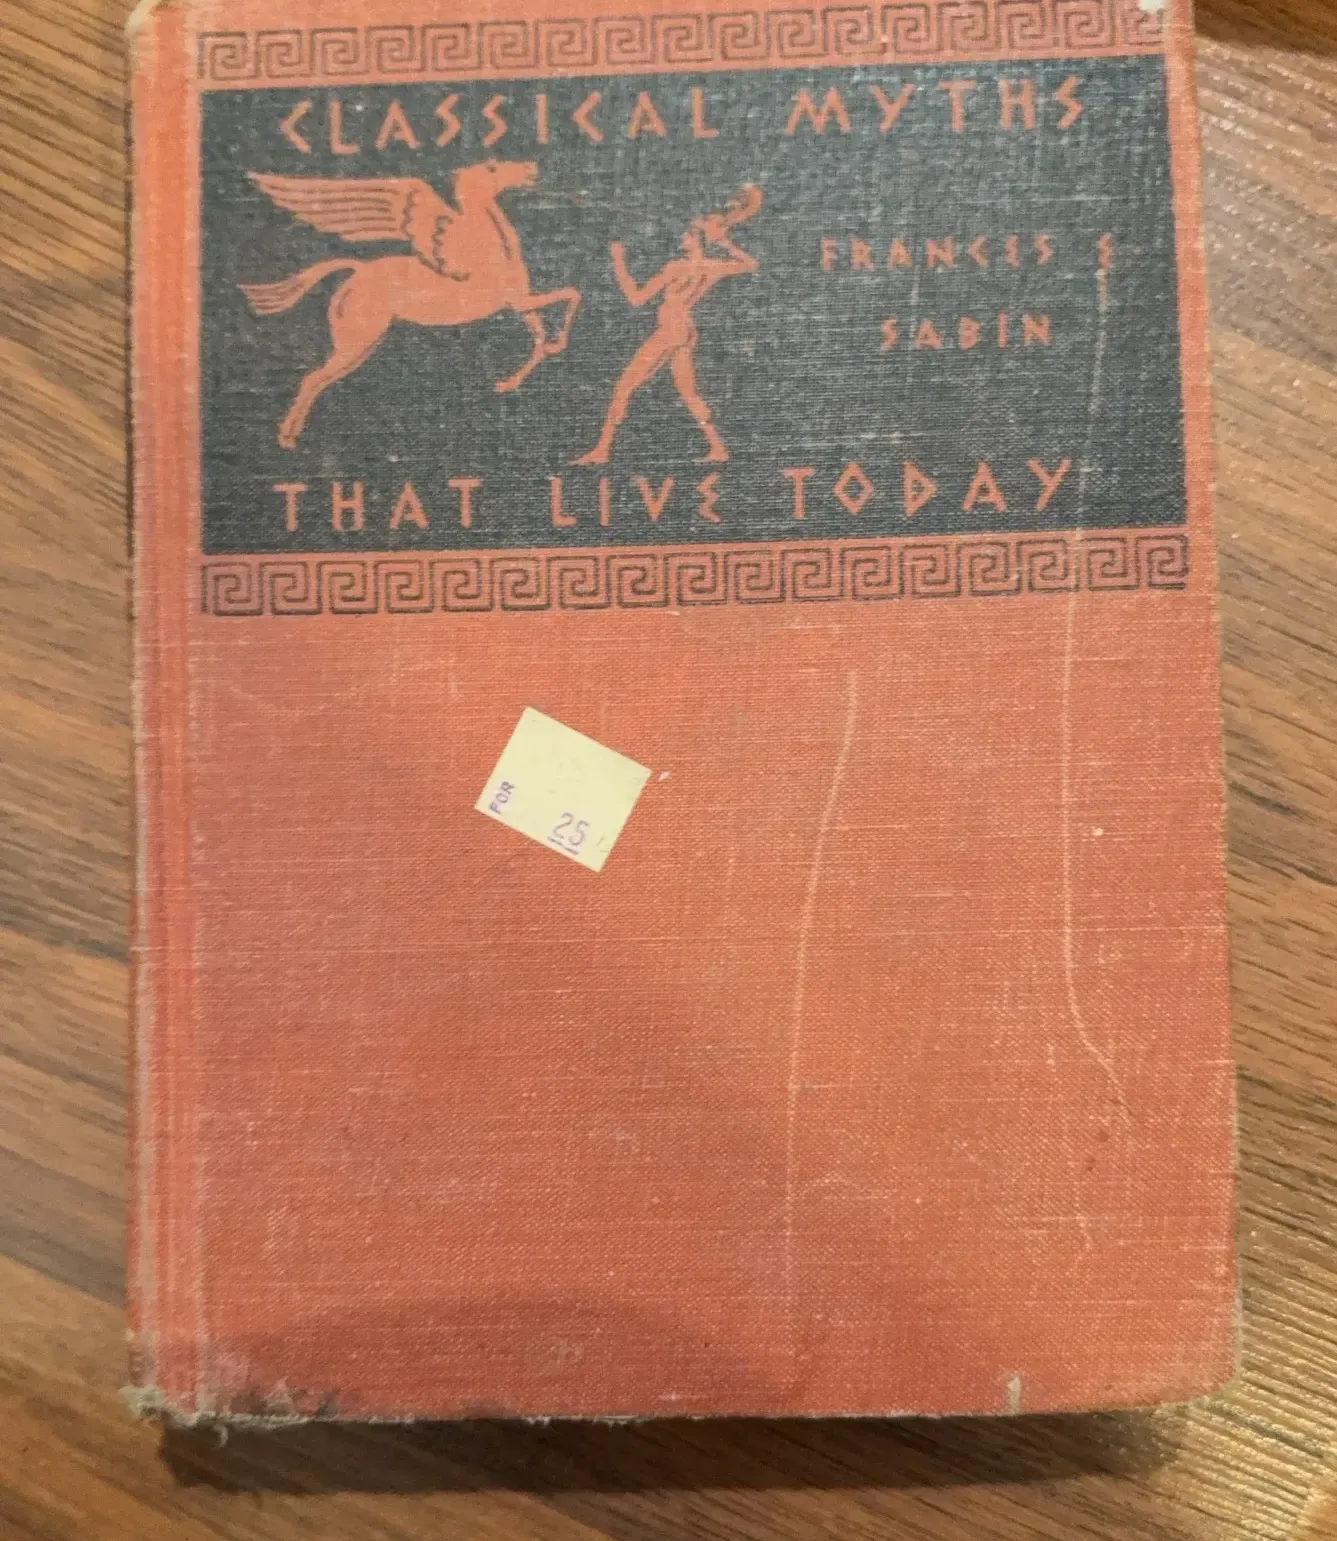 CLASSICAL MYTHS
FRANCES E
SABIN
THAT LIVE TODAY
FOR
25